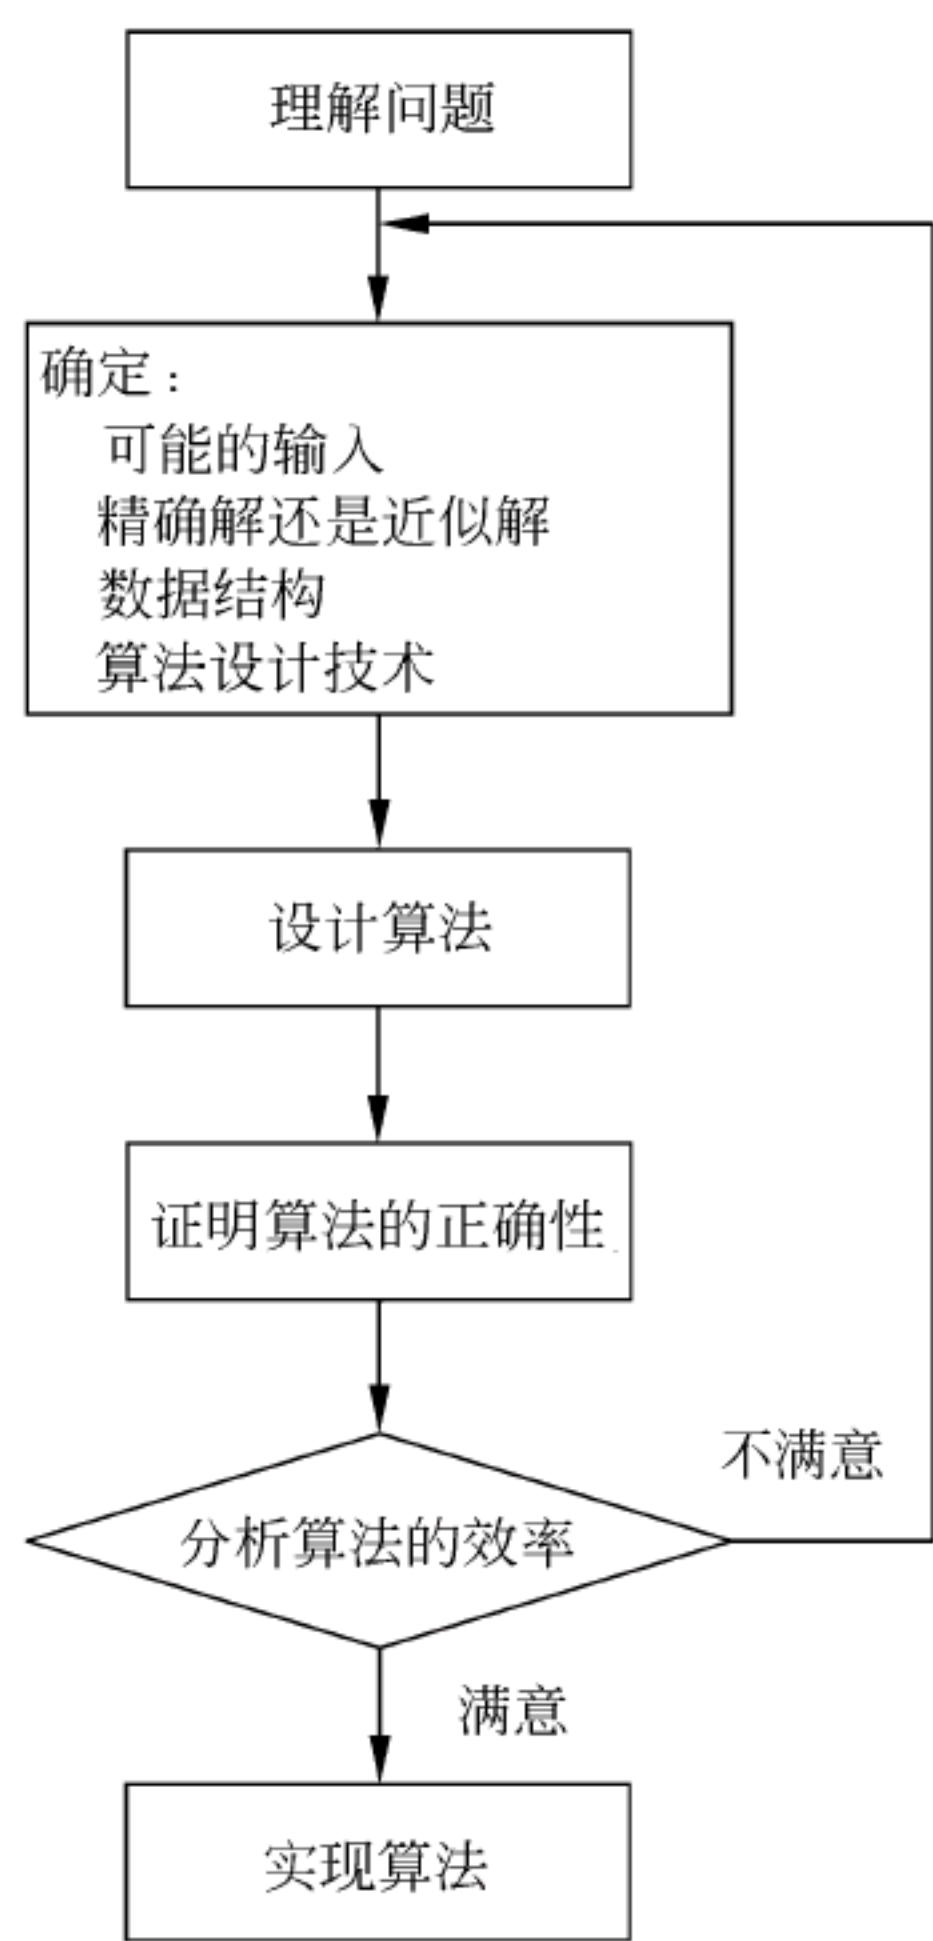 理解问题
确定：
可能的输入
精确解还是近似解
数据结构
算法设计技术
设计算法
证明算法的正确性
不满意
分析算法的效率
满意
实现算法